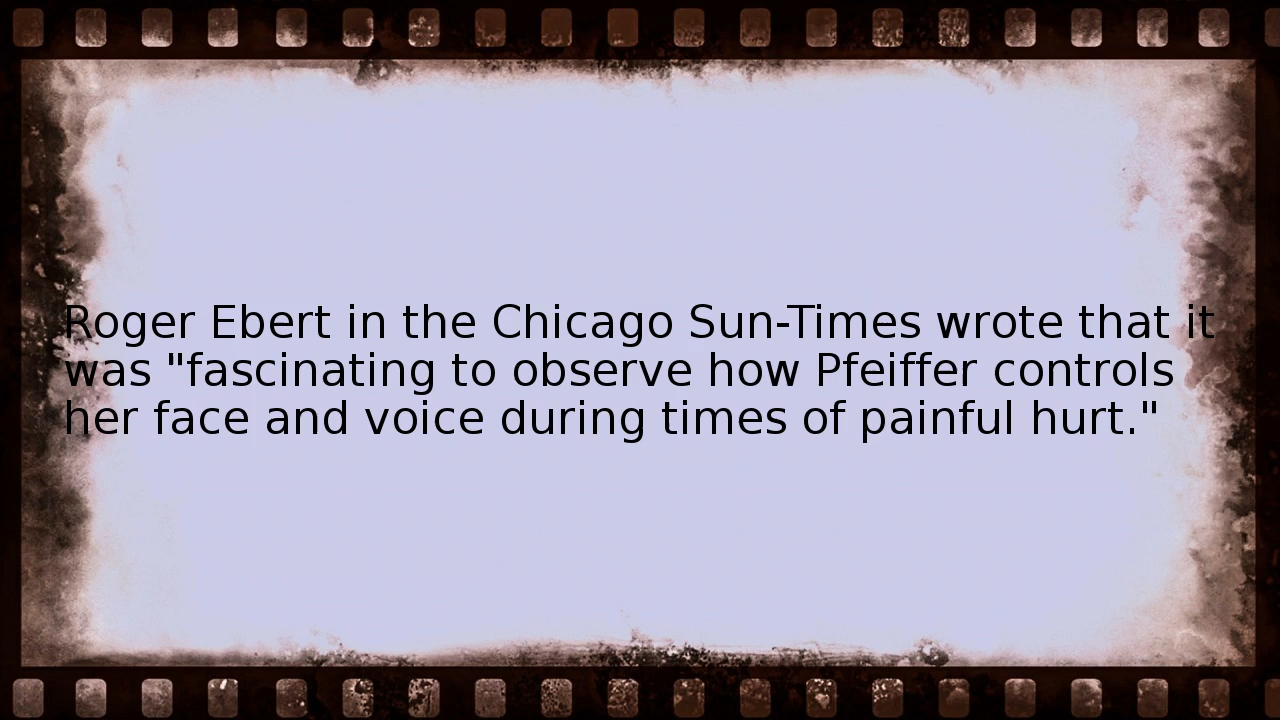 Roger Ebert in the Chicago Sun-Times wrote that it
was "fascinating to observe how Pfeiffer controls
her face and voice during times of painful hurt."